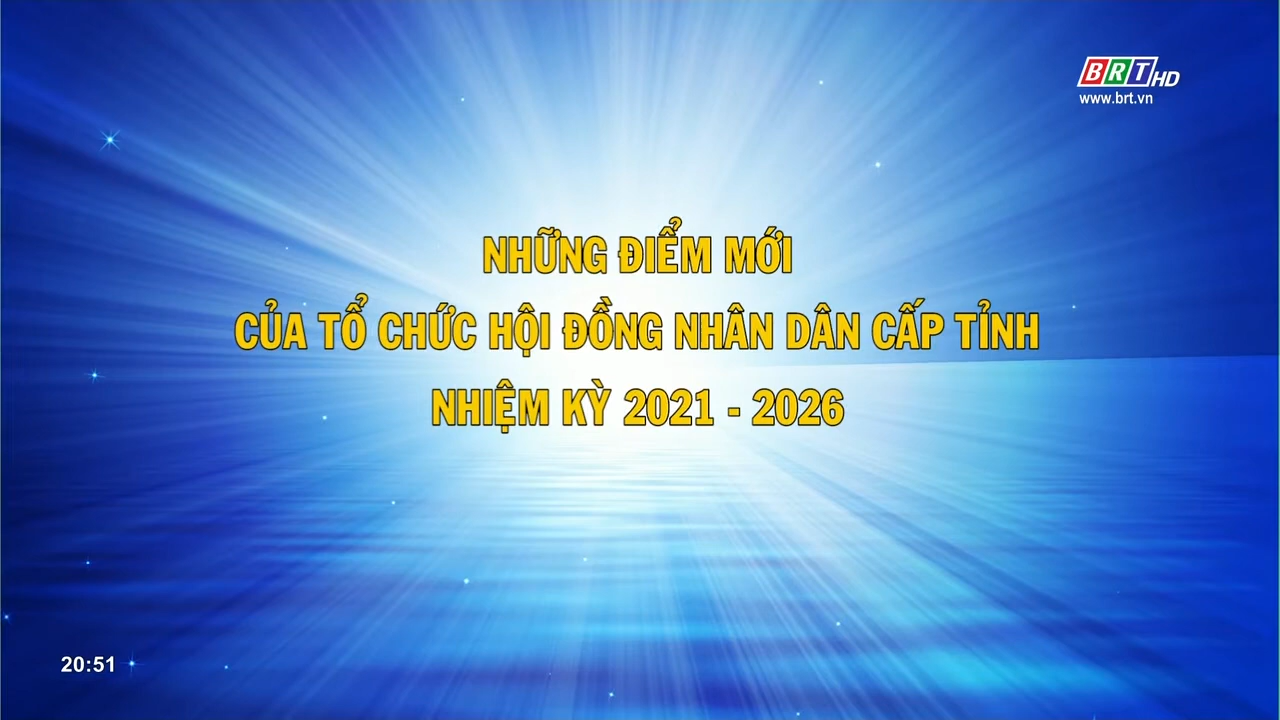 BRT HD
www.brt.vn
NHỮNG ĐIỂM MỚI
CỦA TỔ CHỨC HỘI ĐỒNG NHÂN DÂN CẤP TỈNH
NHIỆM KỲ 2021 - 2026
20:51